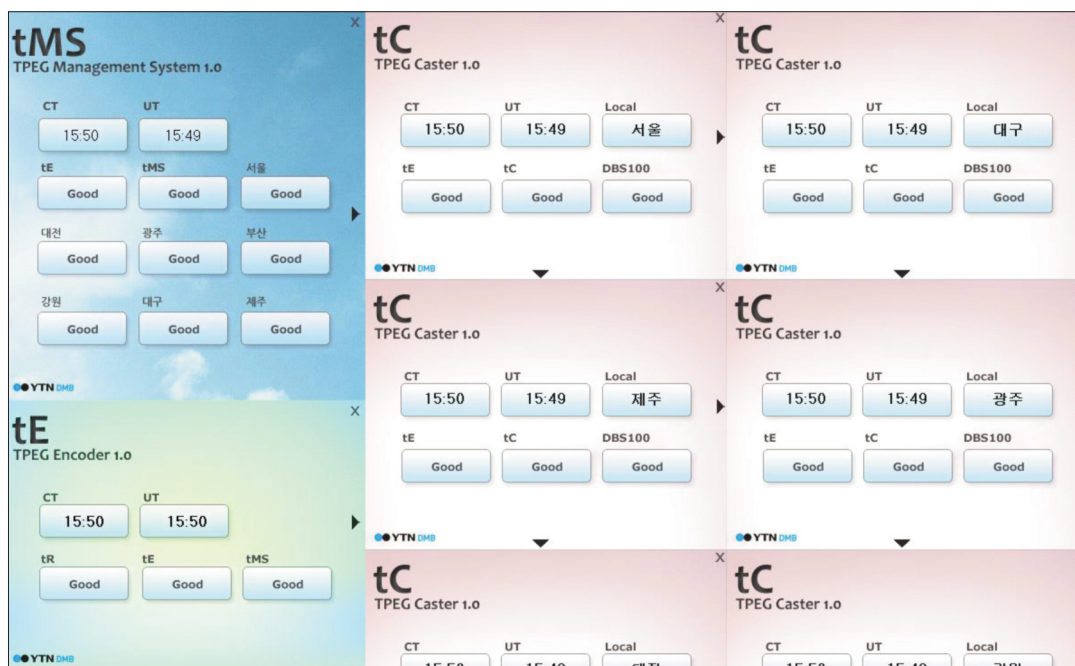 tMS
TPEG Management System 1.0
X
CT UT
15:50 15:49
tE tMS 서울
Good Good Good
대전 광주 부산
Good Good Good
강원 대구 제주
Good Good Good
YTN DMB
tE
TPEG Encoder 1.0
X
CT UT
15:50 15:50
tR tE tMS
Good Good Good
YTN DMB
tC
TPEG Caster 1.0
X
CT UT Local
15:50 15:49 서울
tE tC DBS100
Good Good Good
YTN DMB
tC
TPEG Caster 1.0
CT UT Local
15:50 15:49 대구
tE tC DBS100
Good Good Good
YTN DMB
tC
TPEG Caster 1.0
X
CT UT Local
15:50 15:49 제주
tE tC DBS100
Good Good Good
YTN DMB
tC
TPEG Caster 1.0
CT UT Local
15:50 15:49 광주
tE tC DBS100
Good Good Good
YTN DMB
tC
TPEG Caster 1.0
X
CT UT Local
tC
TPEG Caster 1.0
CT UT Local